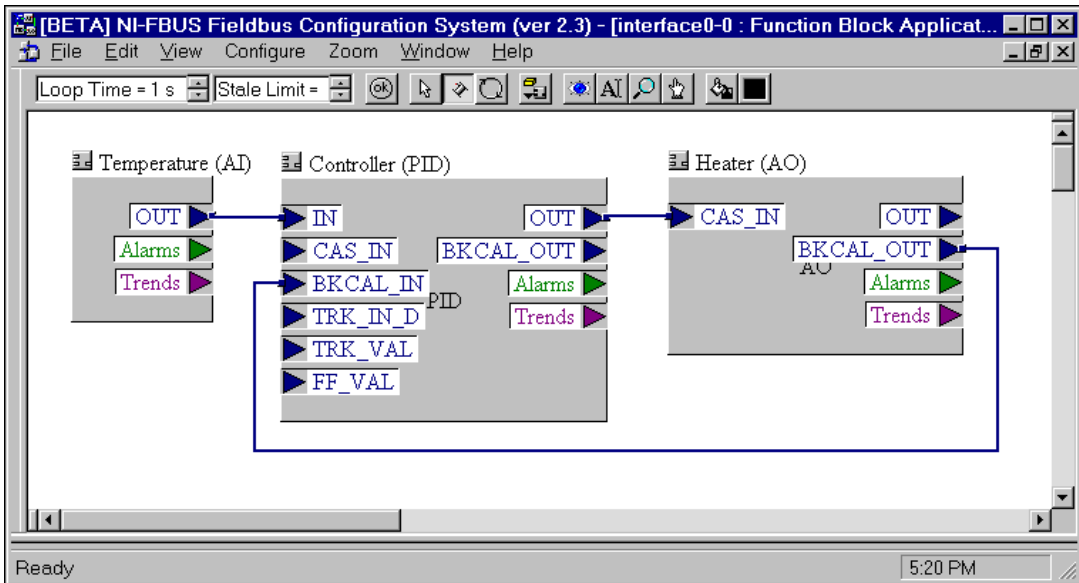 [BETA] NI-FBUS Fieldbus Configuration System (ver 2.3) - [interface0-0 : Function Block Applicat...
File Edit View Configure Zoom Window Help
Loop Time = 1 s Stale Limit = ok AI
Temperature (AI)
OUT
Alarms
Trends
Controller (PID)
IN
CAS_IN
BKCAL_IN
TRK_IN_D
TRK_VAL
FF_VAL
PID
OUT
BKCAL_OUT
Alarms
Trends
Heater (AO)
CAS_IN
OUT
BKCAL_OUT
AO
Alarms
Trends
Ready 5:20 PM